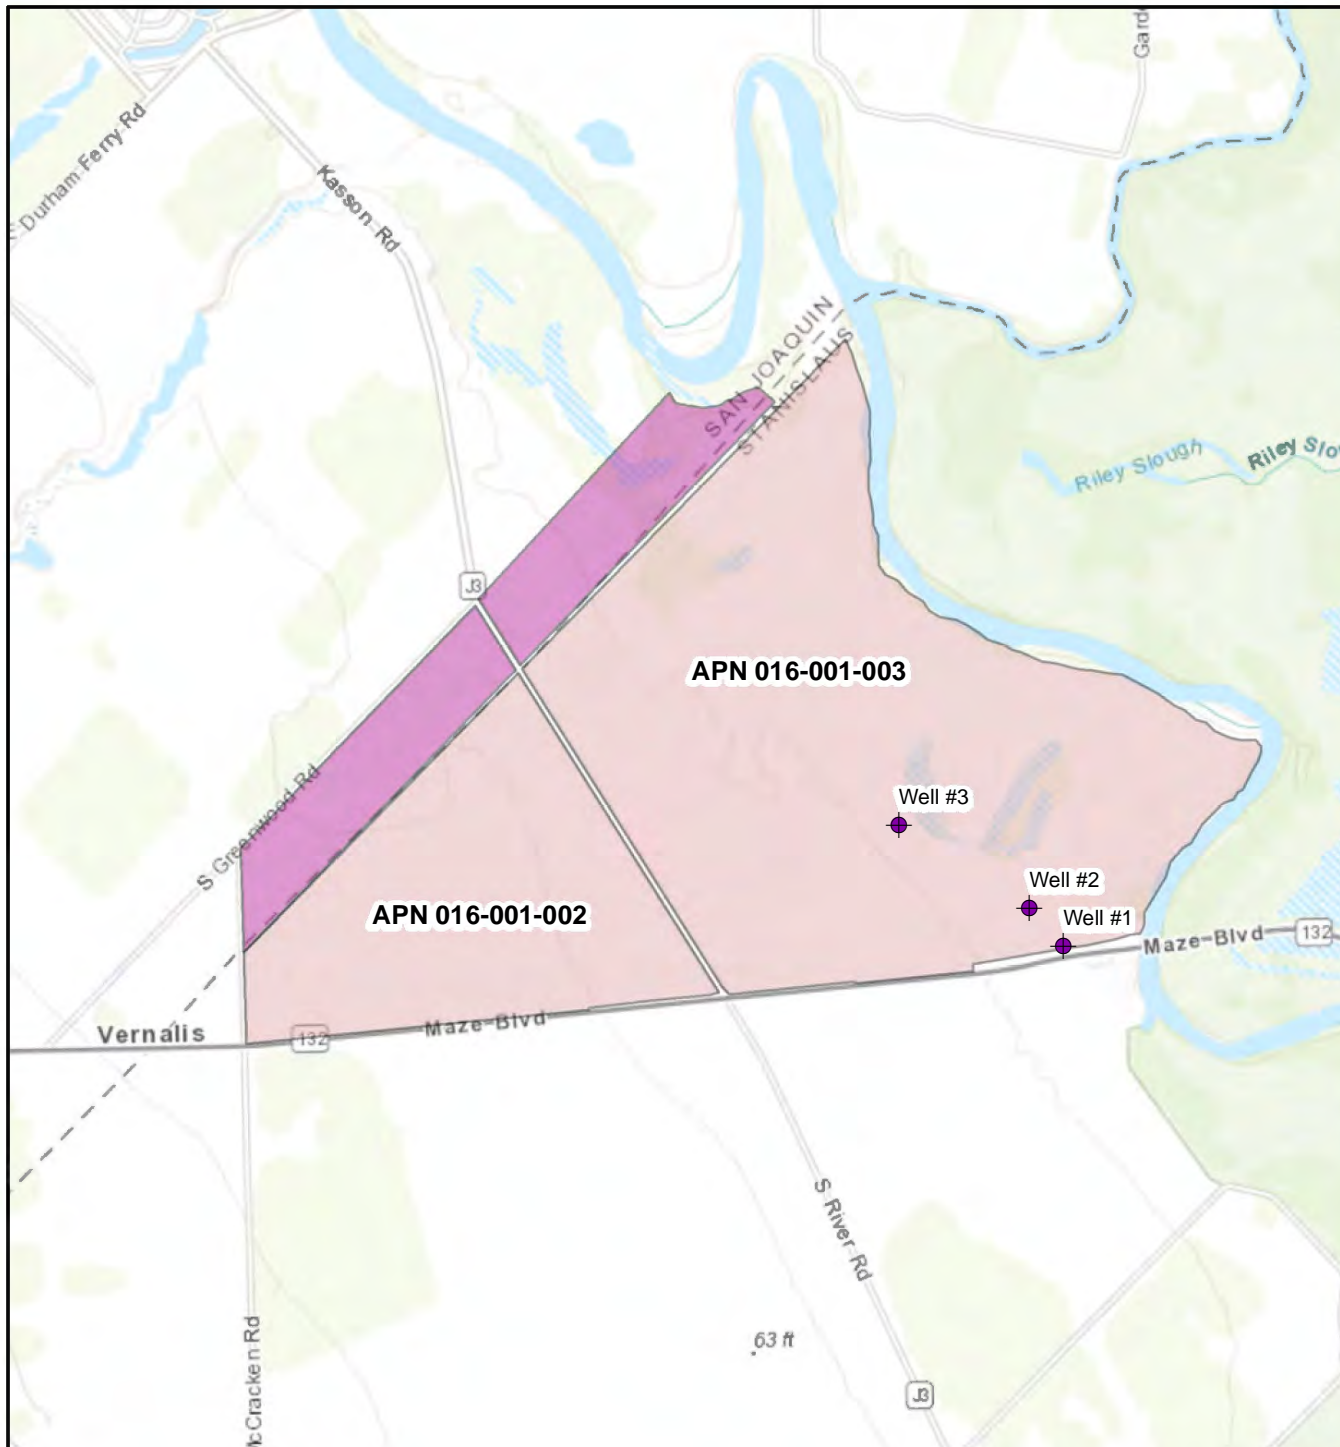 Gard
Durham Ferry Rd
Kasson Rd
SAN JOAQUIN
STANISLAUS
Riley Slough
Riley Slo
J3
APN 016-001-003
S Greenwood Rd
Well #3
Well #2
APN 016-001-002
Well #1
Maze Blvd
132
Vernalis
132
Maze Blvd
S River Rd
McCracken Rd
63 ft
J3